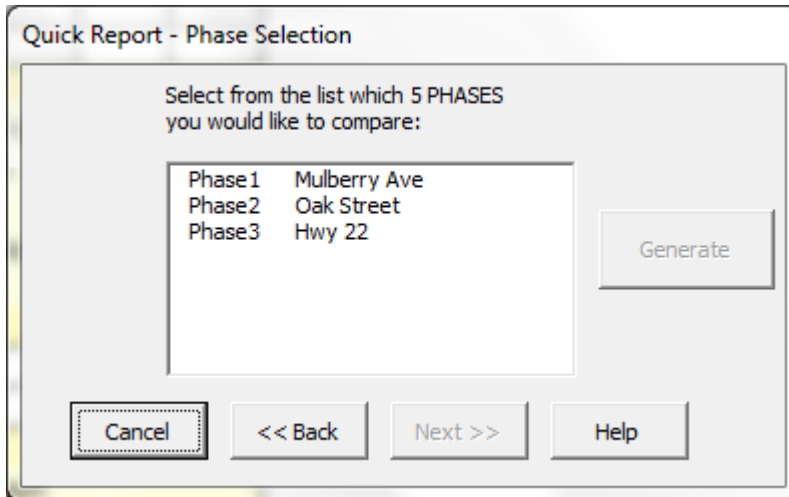 Quick Report - Phase Selection
Select from the list which 5 PHASES
you would like to compare:
Phase1 Mulberry Ave
Phase2 Oak Street
Phase3 Hwy 22
Generate
Cancel << Back Next >> Help